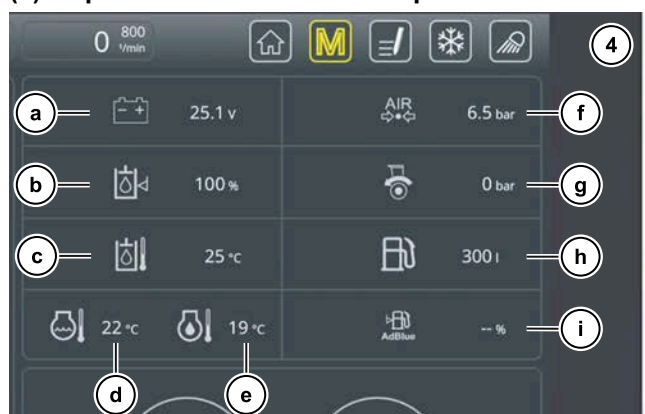 0 800 1/min M 4
a 25.1 v AIR 6.5 bar f
b 100 % 0 bar g
c 25 °C 300 l h
22 °C 19 °C AdBlue -- % i
d e